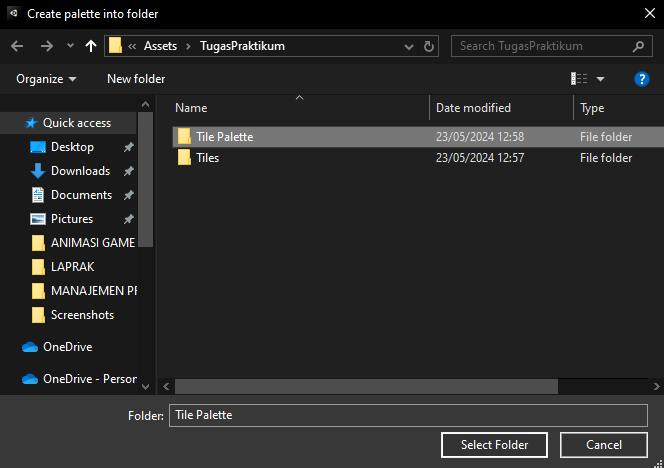 Create palette into folder
« Assets > TugasPraktikum
Search TugasPraktikum
Organize
New folder
Name
Date modified
Type
Quick access
Desktop
Downloads
Documents
Pictures
ANIMASI GAME
LAPRAK
MANAJEMEN PR
Screenshots
OneDrive
OneDrive - Person
Tile Palette 23/05/2024 12:58 File folder
Tiles 23/05/2024 12:57 File folder
Folder: Tile Palette
Select Folder
Cancel